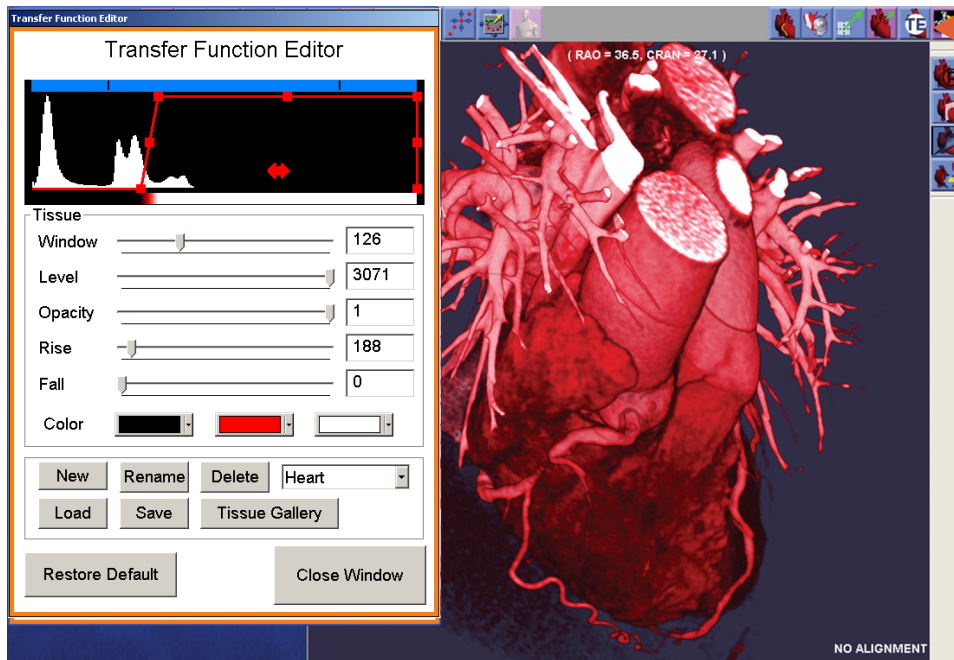 Transfer Function Editor
Transfer Function Editor
( RAO = 36.5, CRAN = 27.1 )
TE
Tissue
Window 126
Level 3071
Opacity 1
Rise 188
Fall 0
Color
New Rename Delete Heart
Load Save Tissue Gallery
Restore Default Close Window
NO ALIGNMENT